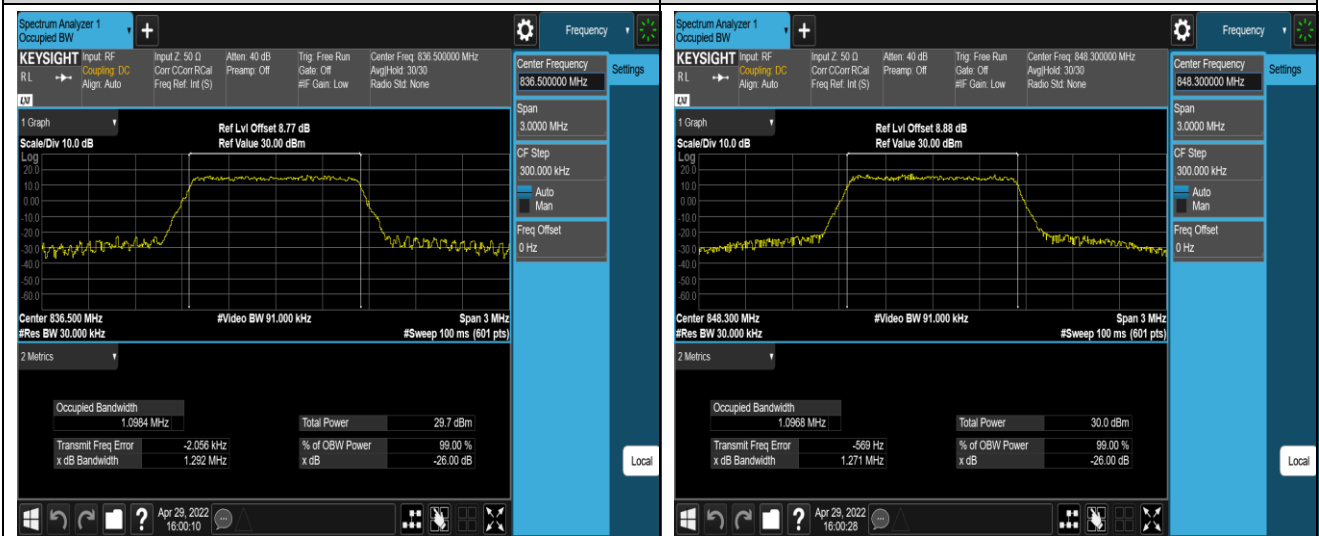 Spectrum Analyzer 1
Occupied BW
+
Frequency
KEYSIGHT
Input: RF
Coupling: DC
Align: Auto
Input Z: 50 Ω
Corr CCorr RCal
Freq Ref: Int (S)
Atten: 40 dB
Preamp: Off
Trig: Free Run
Gate: Off
#IF Gain: Low
Center Freq: 836.500000 MHz
Avg|Hold: 30/30
Radio Std: None
RL
LXI
Center Frequency
836.500000 MHz
Settings
Span
3.0000 MHz
CF Step
300.000 kHz
Auto
Man
Freq Offset
0 Hz
Local
1 Graph
Scale/Div 10.0 dB
Ref Lvl Offset 8.77 dB
Ref Value 30.00 dBm
Log
20.0
10.0
0.00
-10.0
-20.0
-30.0
-40.0
-50.0
-60.0
Center 836.500 MHz
#Video BW 91.000 kHz
Span 3 MHz
#Res BW 30.000 kHz
#Sweep 100 ms (601 pts)
2 Metrics
Occupied Bandwidth
1.0984 MHz
Total Power 29.7 dBm
Transmit Freq Error -2.056 kHz
% of OBW Power 99.00 %
x dB Bandwidth 1.292 MHz
x dB -26.00 dB
?
Apr 29, 2022
16:00:10
Spectrum Analyzer 1
Occupied BW
+
Frequency
KEYSIGHT
Input: RF
Coupling: DC
Align: Auto
Input Z: 50 Ω
Corr CCorr RCal
Freq Ref: Int (S)
Atten: 40 dB
Preamp: Off
Trig: Free Run
Gate: Off
#IF Gain: Low
Center Freq: 848.300000 MHz
Avg|Hold: 30/30
Radio Std: None
RL
LXI
Center Frequency
848.300000 MHz
Settings
Span
3.0000 MHz
CF Step
300.000 kHz
Auto
Man
Freq Offset
0 Hz
Local
1 Graph
Scale/Div 10.0 dB
Ref Lvl Offset 8.88 dB
Ref Value 30.00 dBm
Log
20.0
10.0
0.00
-10.0
-20.0
-30.0
-40.0
-50.0
-60.0
Center 848.300 MHz
#Video BW 91.000 kHz
Span 3 MHz
#Res BW 30.000 kHz
#Sweep 100 ms (601 pts)
2 Metrics
Occupied Bandwidth
1.0968 MHz
Total Power 30.0 dBm
Transmit Freq Error -569 Hz
% of OBW Power 99.00 %
x dB Bandwidth 1.271 MHz
x dB -26.00 dB
?
Apr 29, 2022
16:00:28